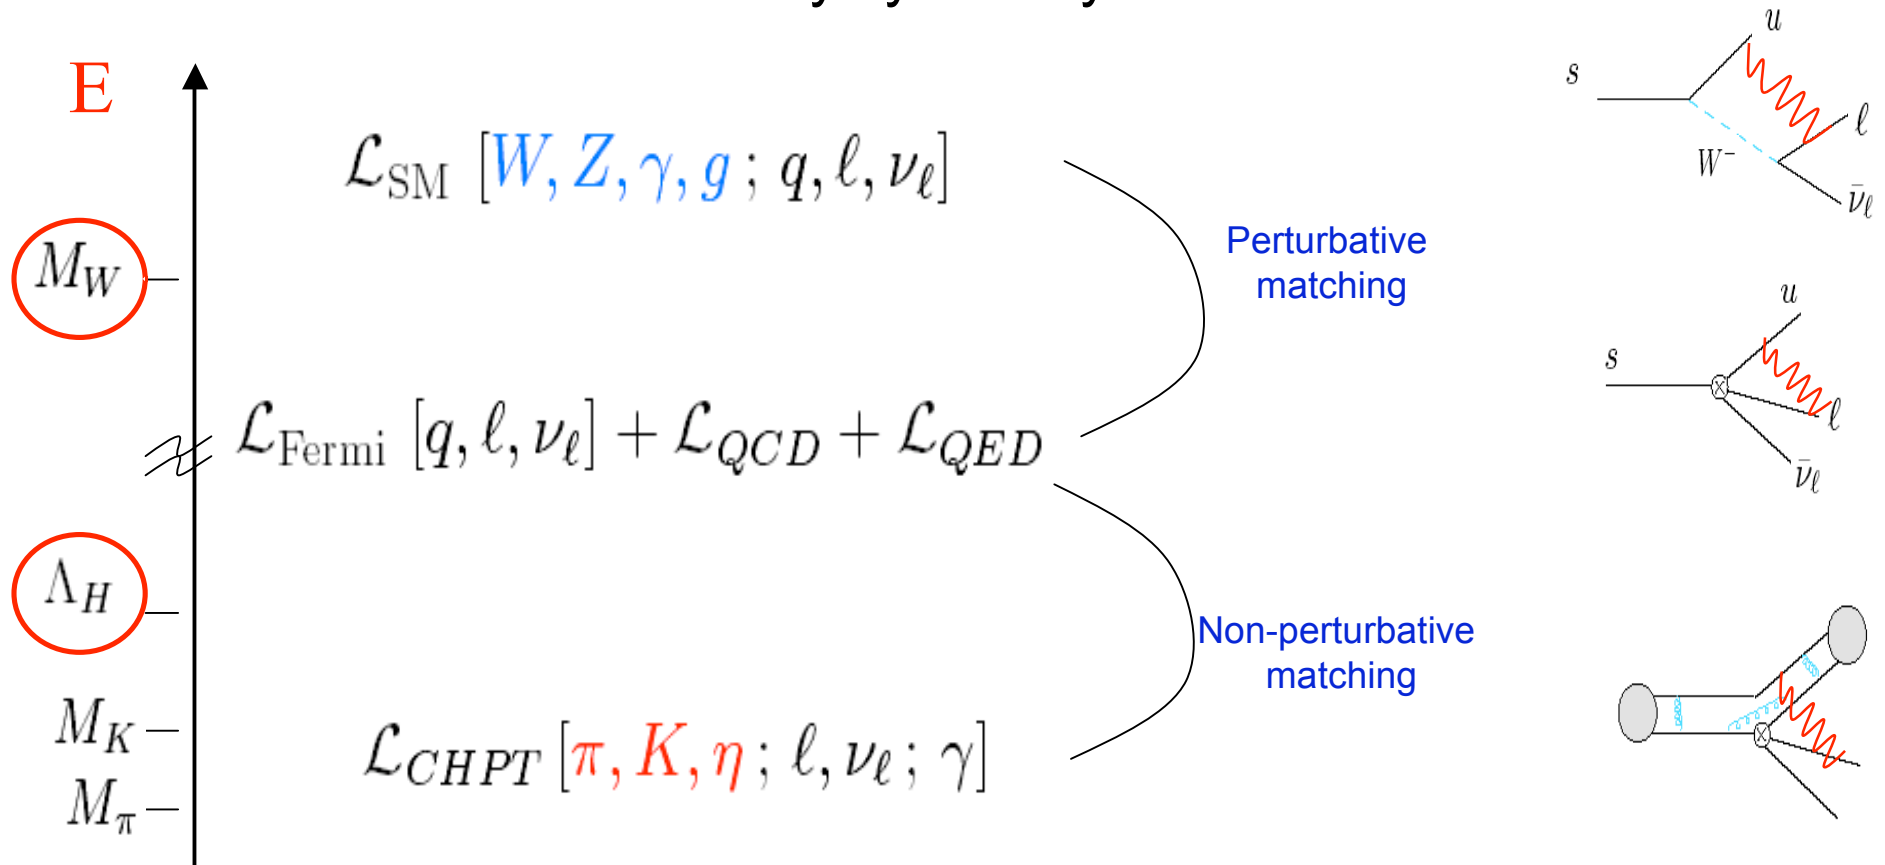 E
u
s
ℓ
W⁻
ν̄_ℓ
ℒ_SM [W, Z, γ, g ; q, ℓ, ν_ℓ]
M_W
Perturbative
matching
u
s
ℓ
ν̄_ℓ
ℒ_Fermi [q, ℓ, ν_ℓ] + ℒ_QCD + ℒ_QED
Λ_H
Non-perturbative
matching
M_K
ℒ_CHPT [π, K, η ; ℓ, ν_ℓ ; γ]
M_π